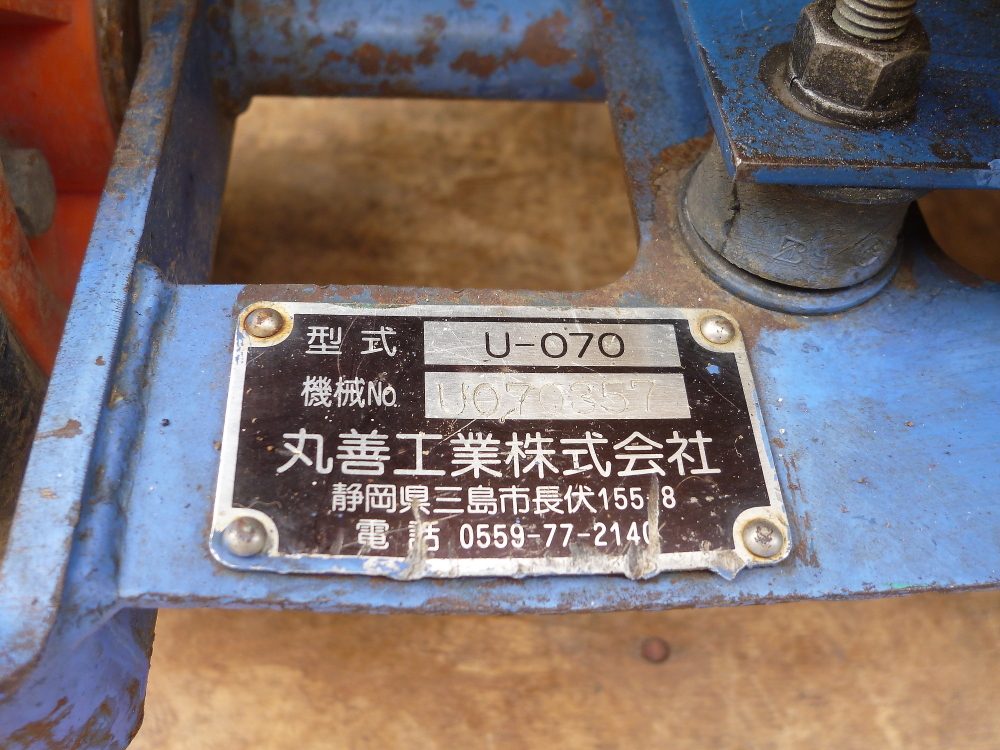 型式 U-070
機械No. U070357
丸善工業株式会社
静岡県三島市長伏155 8
電話 0559-77-2140